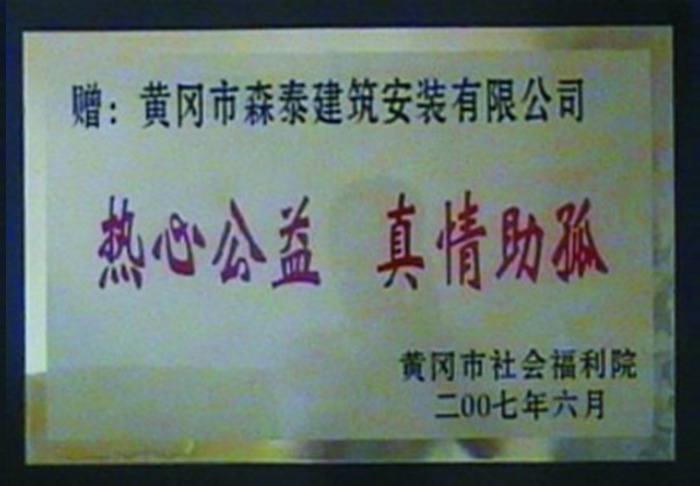 赠：黄冈市森泰建筑安装有限公司
热心公益 真情助孤
黄冈市社会福利院
二00七年六月